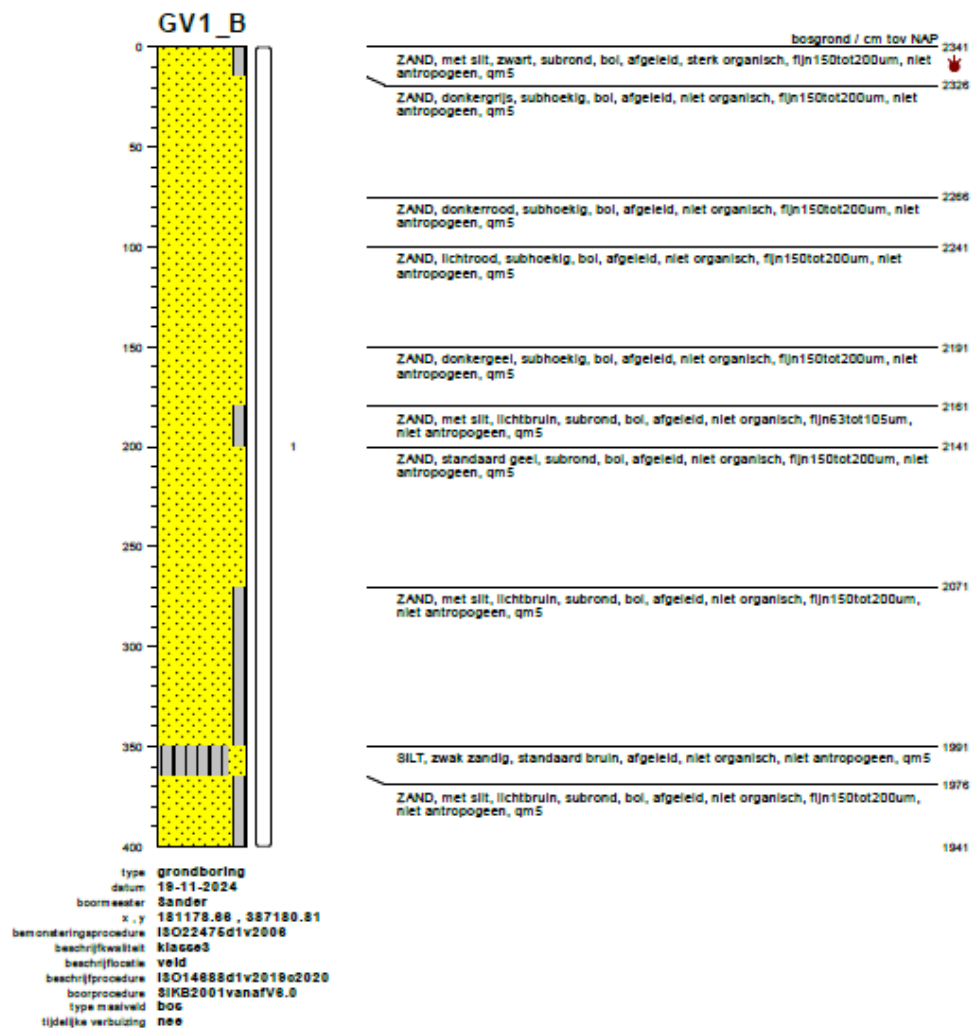 GV1_B
bosgrond / cm tov NAP
0
2341
ZAND, met silt, zwart, subrond, bol, afgeleid, sterk organisch, fijn150tot200um, niet
antropogeen, qm5
2326
ZAND, donkergrijs, subhoekig, bol, afgeleid, niet organisch, fijn150tot200um, niet
antropogeen, qm5
50
2266
ZAND, donkerrood, subhoekig, bol, afgeleid, niet organisch, fijn150tot200um, niet
antropogeen, qm5
100
2241
ZAND, lichtrood, subhoekig, bol, afgeleid, niet organisch, fijn150tot200um, niet
antropogeen, qm5
150
2191
ZAND, donkergeel, subhoekig, bol, afgeleid, niet organisch, fijn150tot200um, niet
antropogeen, qm5
2161
ZAND, met silt, lichtbruin, subrond, bol, afgeleid, niet organisch, fijn63tot105um,
niet antropogeen, qm5
200
1
2141
ZAND, standaard geel, subrond, bol, afgeleid, niet organisch, fijn150tot200um, niet
antropogeen, qm5
250
2071
ZAND, met silt, lichtbruin, subrond, bol, afgeleid, niet organisch, fijn150tot200um,
niet antropogeen, qm5
300
350
1991
SILT, zwak zandig, standaard bruin, afgeleid, niet organisch, niet antropogeen, qm5
1976
ZAND, met silt, lichtbruin, subrond, bol, afgeleid, niet organisch, fijn150tot200um,
niet antropogeen, qm5
400
1941
type grondboring
datum 19-11-2024
boormeester Sander
x , y 181178.66 , 387180.81
bemonsteringsprocedure ISO22475d1v2006
beschrijfkwaliteit klasse3
beschrijflocatie veld
beschrijfprocedure ISO14688d1v2019c2020
boorprocedure SIKB2001vanafV6.0
type maaiveld bos
tijdelijke verbuizing nee